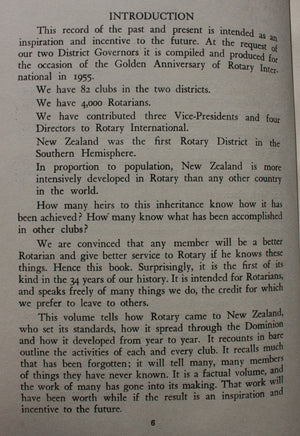 INTRODUCTION
This record of the past and present is intended as an
inspiration and incentive to the future. At the request of
our two District Governors it is compiled and produced for
the occasion of the Golden Anniversary of Rotary Inter-
national in 1955.
We have 82 clubs in the two districts.
We have 4,000 Rotarians.
We have contributed three Vice-Presidents and four
Directors to Rotary International.
New Zealand was the first Rotary District in the
Southern Hemisphere.
In proportion to population, New Zealand is more
intensively developed in Rotary than any other country
in the world.
How many heirs to this inheritance know how it has
been achieved? How many know what has been accomplished
in other clubs?
We are convinced that any member will be a better
Rotarian and give better service to Rotary if he knows these
things. Hence this book. Surprisingly, it is the first of its
kind in the 34 years of our history. It is intended for Rotarians,
and speaks freely of many things we do, the credit for which
we prefer to leave to others.
This volume tells how Rotary came to New Zealand,
who set its standards, how it spread through the Dominion
and how it developed from year to year. It recounts in bare
outline the activities of each and every club. It recalls much
that has been forgotten; it will tell many, many members
of things they have never known. It is a factual volume, and
the work of many has gone into its making. That work will
have been worth while if the result is an inspiration and
incentive to the future.
6